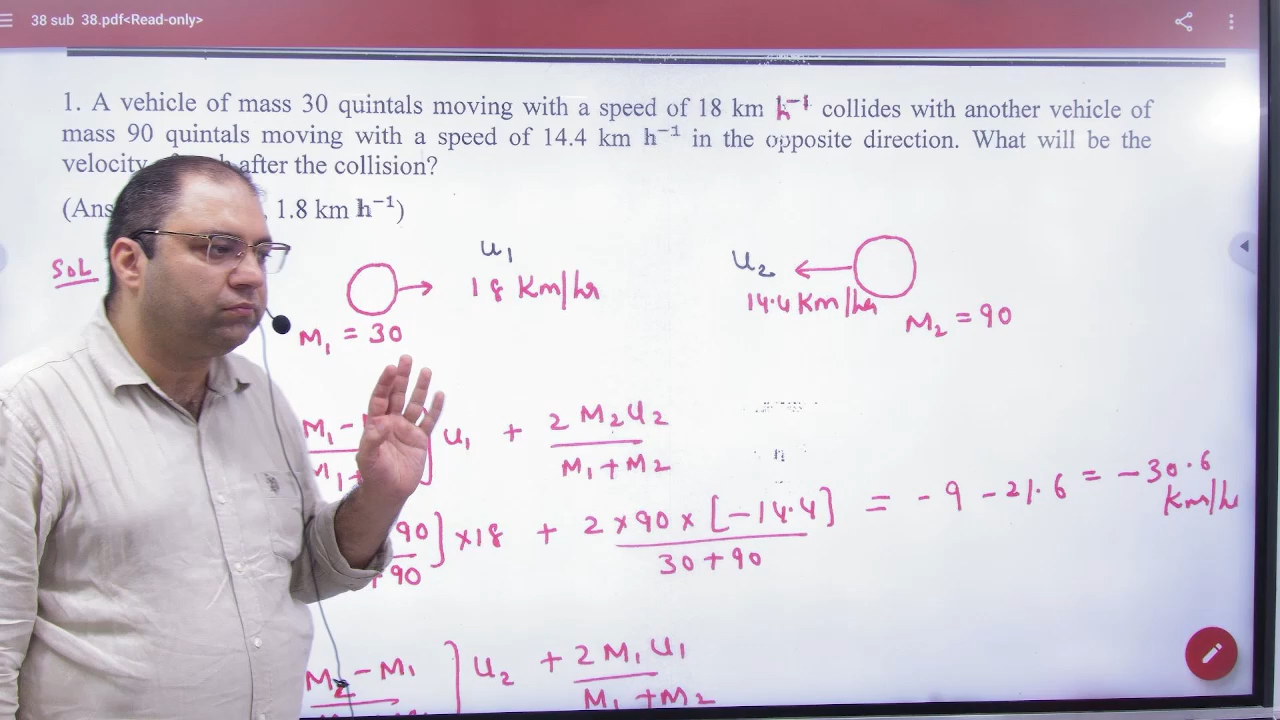 38 sub 38.pdf<Read-only>
1. A vehicle of mass 30 quintals moving with a speed of 18 km h⁻¹ collides with another vehicle of
mass 90 quintals moving with a speed of 14.4 km h⁻¹ in the opposite direction. What will be the
velocity after the collision?
(Ans 1.8 km h⁻¹)
SOL
u₁
18 Km/hr
u₂
14.4 Km/hr
M₁ = 30
M₂ = 90
M₁ - ] u₁ + 2 M₂ u₂ / M₁ + M₂
90 / +90 ] ×18 + 2 × 90 × [-14.4] / 30 + 90 = - 9 - 21.6 = - 30.6 Km/hr
M₂ - M₁ ] u₂ + 2 M₁ u₁ / M₁ + M₂